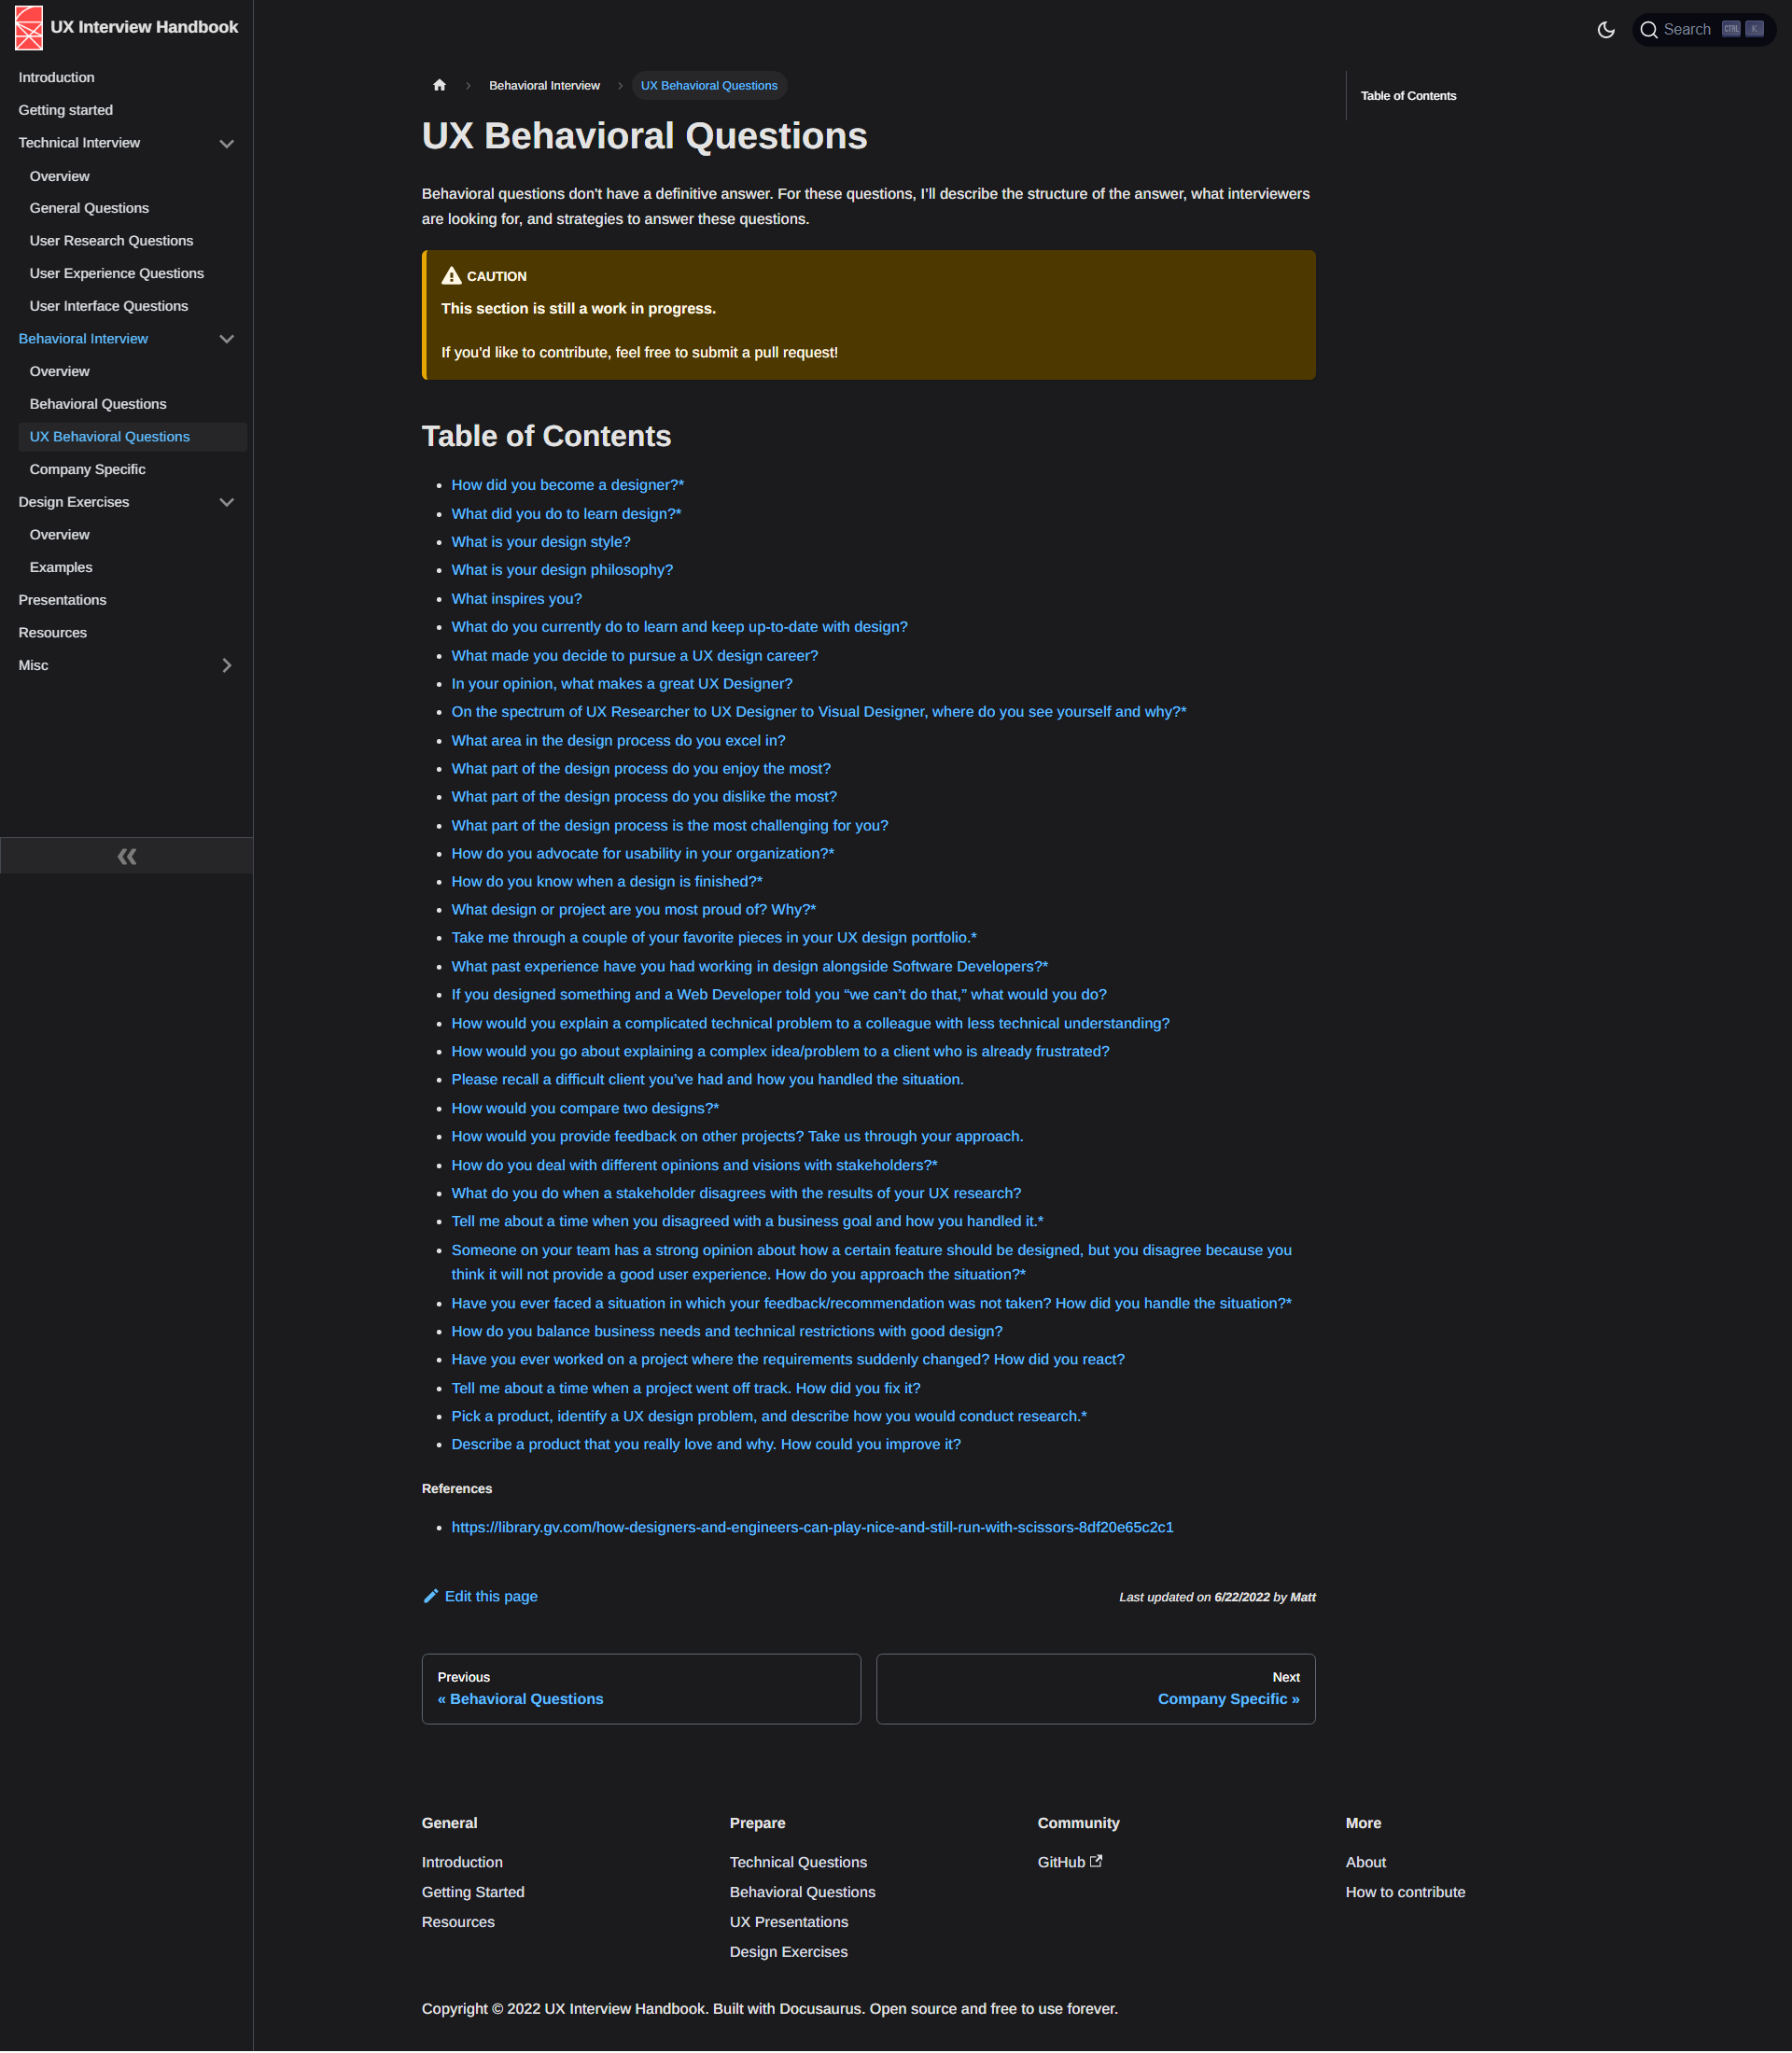 UX Interview Handbook
Search CTRL K
Introduction
Getting started
Technical Interview
Overview
General Questions
User Research Questions
User Experience Questions
User Interface Questions
Behavioral Interview
Overview
Behavioral Questions
UX Behavioral Questions
Company Specific
Design Exercises
Overview
Examples
Presentations
Resources
Misc
Behavioral Interview
UX Behavioral Questions
UX Behavioral Questions
Behavioral questions don't have a definitive answer. For these questions, I’ll describe the structure of the answer, what interviewers
are looking for, and strategies to answer these questions.
CAUTION
This section is still a work in progress.
If you'd like to contribute, feel free to submit a pull request!
Table of Contents
How did you become a designer?*
What did you do to learn design?*
What is your design style?
What is your design philosophy?
What inspires you?
What do you currently do to learn and keep up-to-date with design?
What made you decide to pursue a UX design career?
In your opinion, what makes a great UX Designer?
On the spectrum of UX Researcher to UX Designer to Visual Designer, where do you see yourself and why?*
What area in the design process do you excel in?
What part of the design process do you enjoy the most?
What part of the design process do you dislike the most?
What part of the design process is the most challenging for you?
How do you advocate for usability in your organization?*
How do you know when a design is finished?*
What design or project are you most proud of? Why?*
Take me through a couple of your favorite pieces in your UX design portfolio.*
What past experience have you had working in design alongside Software Developers?*
If you designed something and a Web Developer told you “we can’t do that,” what would you do?
How would you explain a complicated technical problem to a colleague with less technical understanding?
How would you go about explaining a complex idea/problem to a client who is already frustrated?
Please recall a difficult client you’ve had and how you handled the situation.
How would you compare two designs?*
How would you provide feedback on other projects? Take us through your approach.
How do you deal with different opinions and visions with stakeholders?*
What do you do when a stakeholder disagrees with the results of your UX research?
Tell me about a time when you disagreed with a business goal and how you handled it.*
Someone on your team has a strong opinion about how a certain feature should be designed, but you disagree because you
think it will not provide a good user experience. How do you approach the situation?*
Have you ever faced a situation in which your feedback/recommendation was not taken? How did you handle the situation?*
How do you balance business needs and technical restrictions with good design?
Have you ever worked on a project where the requirements suddenly changed? How did you react?
Tell me about a time when a project went off track. How did you fix it?
Pick a product, identify a UX design problem, and describe how you would conduct research.*
Describe a product that you really love and why. How could you improve it?
References
https://library.gv.com/how-designers-and-engineers-can-play-nice-and-still-run-with-scissors-8df20e65c2c1
Edit this page
Last updated on 6/22/2022 by Matt
Previous
« Behavioral Questions
Next
Company Specific »
Table of Contents
General
Introduction
Getting Started
Resources
Prepare
Technical Questions
Behavioral Questions
UX Presentations
Design Exercises
Community
GitHub
More
About
How to contribute
Copyright © 2022 UX Interview Handbook. Built with Docusaurus. Open source and free to use forever.